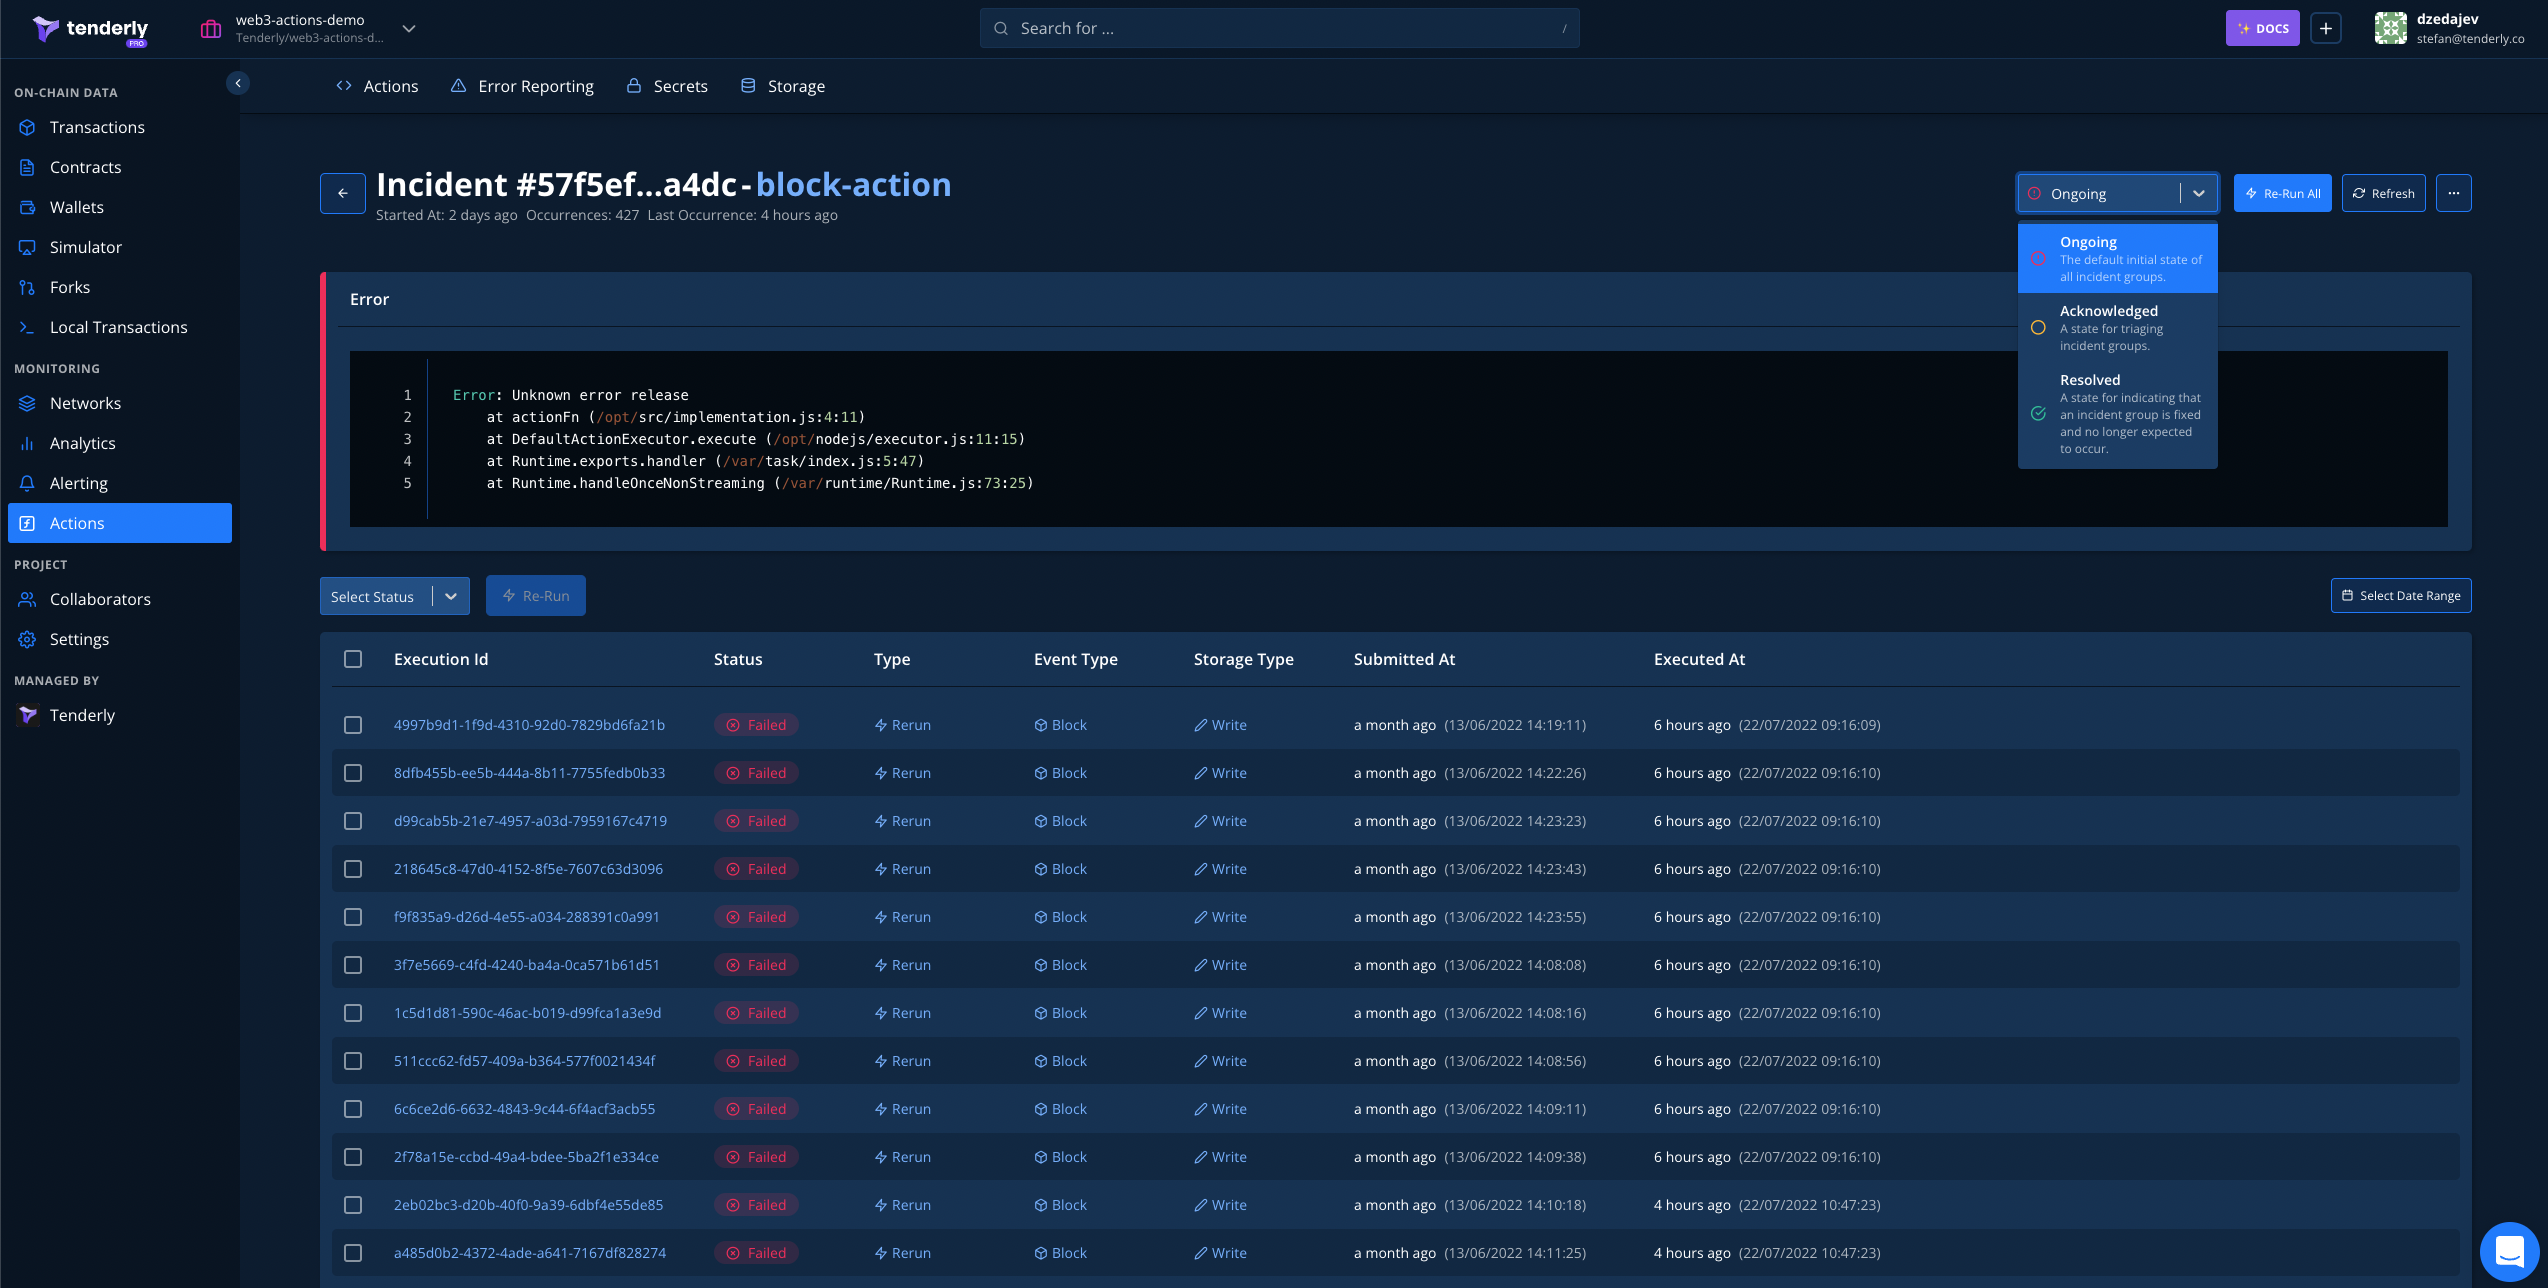 tenderly
PRO
web3-actions-demo
Tenderly/web3-actions-d...
Search for ...
/
DOCS
dzedajev
stefan@tenderly.co
ON-CHAIN DATA
Transactions
Contracts
Wallets
Simulator
Forks
Local Transactions
MONITORING
Networks
Analytics
Alerting
Actions
PROJECT
Collaborators
Settings
MANAGED BY
Tenderly
Actions
Error Reporting
Secrets
Storage
Incident #57f5ef...a4dc - block-action
Started At: 2 days ago Occurrences: 427 Last Occurrence: 4 hours ago
Ongoing
Re-Run All
Refresh
...
Ongoing
The default initial state of
all incident groups.
Acknowledged
A state for triaging
incident groups.
Resolved
A state for indicating that
an incident group is fixed
and no longer expected
to occur.
Error
1 Error: Unknown error release
2 at actionFn (/opt/src/implementation.js:4:11)
3 at DefaultActionExecutor.execute (/opt/nodejs/executor.js:11:15)
4 at Runtime.exports.handler (/var/task/index.js:5:47)
5 at Runtime.handleOnceNonStreaming (/var/runtime/Runtime.js:73:25)
Select Status
Re-Run
Select Date Range
Execution Id Status Type Event Type Storage Type Submitted At Executed At
4997b9d1-1f9d-4310-92d0-7829bd6fa21b Failed Rerun Block Write a month ago (13/06/2022 14:19:11) 6 hours ago (22/07/2022 09:16:09)
8dfb455b-ee5b-444a-8b11-7755fedb0b33 Failed Rerun Block Write a month ago (13/06/2022 14:22:26) 6 hours ago (22/07/2022 09:16:10)
d99cab5b-21e7-4957-a03d-7959167c4719 Failed Rerun Block Write a month ago (13/06/2022 14:23:23) 6 hours ago (22/07/2022 09:16:10)
218645c8-47d0-4152-8f5e-7607c63d3096 Failed Rerun Block Write a month ago (13/06/2022 14:23:43) 6 hours ago (22/07/2022 09:16:10)
f9f835a9-d26d-4e55-a034-288391c0a991 Failed Rerun Block Write a month ago (13/06/2022 14:23:55) 6 hours ago (22/07/2022 09:16:10)
3f7e5669-c4fd-4240-ba4a-0ca571b61d51 Failed Rerun Block Write a month ago (13/06/2022 14:08:08) 6 hours ago (22/07/2022 09:16:10)
1c5d1d81-590c-46ac-b019-d99fca1a3e9d Failed Rerun Block Write a month ago (13/06/2022 14:08:16) 6 hours ago (22/07/2022 09:16:10)
511ccc62-fd57-409a-b364-577f0021434f Failed Rerun Block Write a month ago (13/06/2022 14:08:56) 6 hours ago (22/07/2022 09:16:10)
6c6ce2d6-6632-4843-9c44-6f4acf3acb55 Failed Rerun Block Write a month ago (13/06/2022 14:09:11) 6 hours ago (22/07/2022 09:16:10)
2f78a15e-ccbd-49a4-bdee-5ba2f1e334ce Failed Rerun Block Write a month ago (13/06/2022 14:09:38) 6 hours ago (22/07/2022 09:16:10)
2eb02bc3-d20b-40f0-9a39-6dbf4e55de85 Failed Rerun Block Write a month ago (13/06/2022 14:10:18) 4 hours ago (22/07/2022 10:47:23)
a485d0b2-4372-4ade-a641-7167df828274 Failed Rerun Block Write a month ago (13/06/2022 14:11:25) 4 hours ago (22/07/2022 10:47:23)